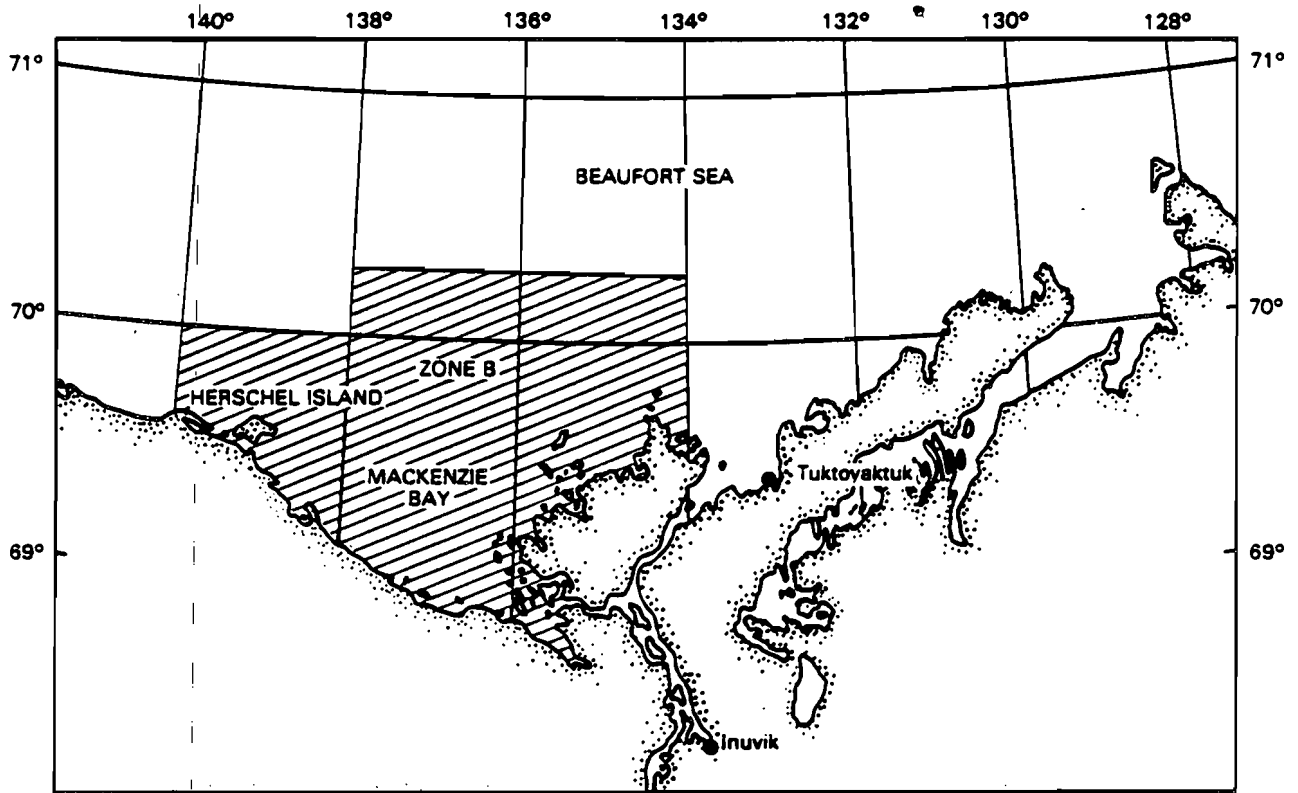 140° 138° 136° 134° 132° 130° 128°
71° 71°
BEAUFORT SEA
70° 70°
ZONE B
HERSCHEL ISLAND
MACKENZIE
BAY
Tuktoyaktuk
69° 69°
Inuvik